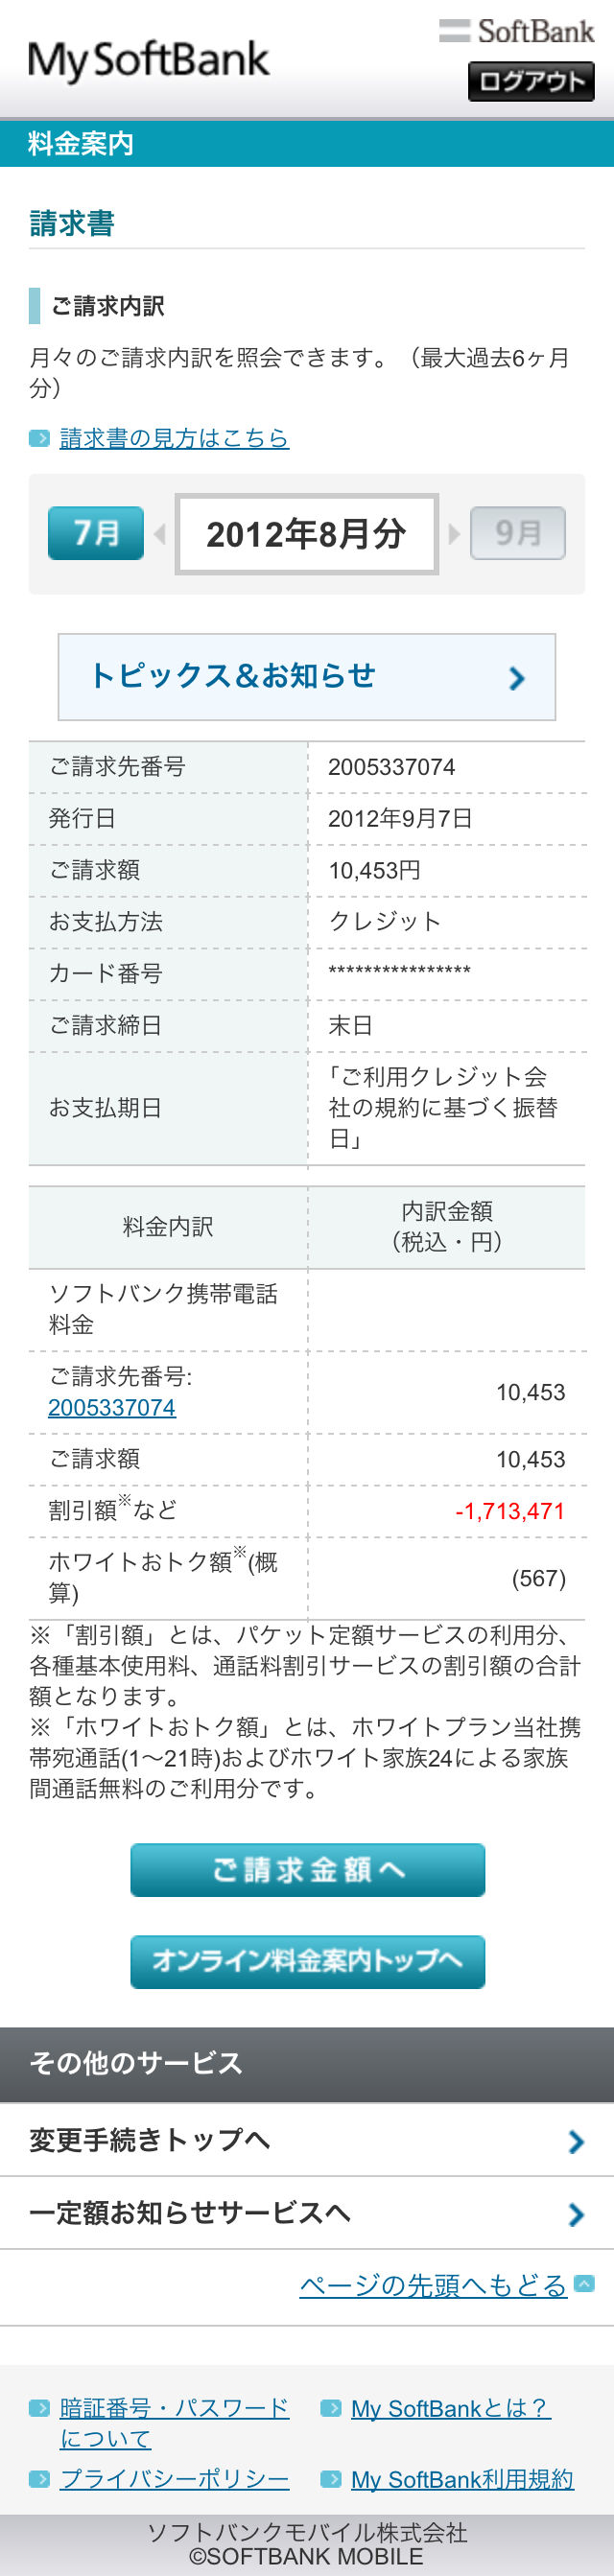 My SoftBank
SoftBank
ログアウト
料金案内
請求書
ご請求内訳
月々のご請求内訳を照会できます。（最大過去6ヶ月
分）
請求書の見方はこちら
7月
2012年8月分
9月
トピックス＆お知らせ
ご請求先番号 2005337074
発行日 2012年9月7日
ご請求額 10,453円
お支払方法 クレジット
カード番号 ****************
ご請求締日 末日
お支払期日
「ご利用クレジット会
社の規約に基づく振替
日」
料金内訳
内訳金額
（税込・円）
ソフトバンク携帯電話
料金
ご請求先番号:
2005337074
10,453
ご請求額 10,453
割引額※など -1,713,471
ホワイトおトク額※(概
算)
(567)
※「割引額」とは、パケット定額サービスの利用分、
各種基本使用料、通話料割引サービスの割引額の合計
額となります。
※「ホワイトおトク額」とは、ホワイトプラン当社携
帯宛通話(1～21時)およびホワイト家族24による家族
間通話無料のご利用分です。
ご請求金額へ
オンライン料金案内トップへ
その他のサービス
変更手続きトップへ
一定額お知らせサービスへ
ページの先頭へもどる
暗証番号・パスワード
について
My SoftBankとは？
プライバシーポリシー
My SoftBank利用規約
ソフトバンクモバイル株式会社
©SOFTBANK MOBILE